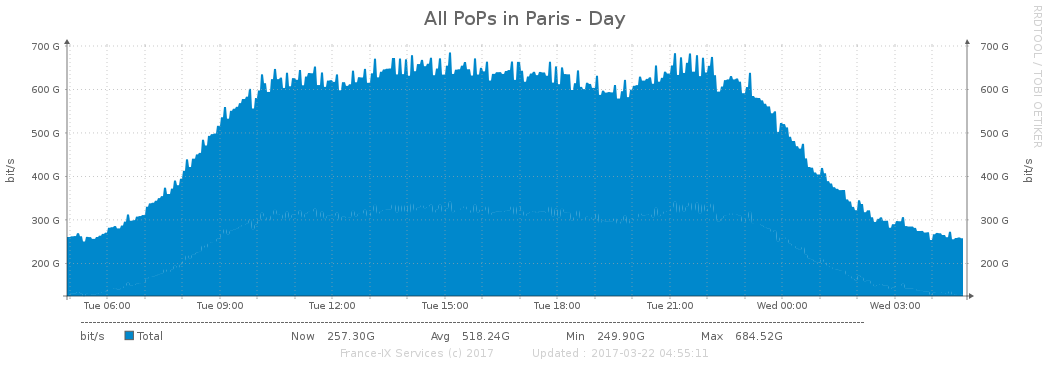 All PoPs in Paris - Day
RRDTOOL / TOBI OETIKER
700 G 700 G
600 G 600 G
500 G 500 G
400 G 400 G
300 G 300 G
200 G 200 G
bit/s bit/s
Tue 06:00 Tue 09:00 Tue 12:00 Tue 15:00 Tue 18:00 Tue 21:00 Wed 00:00 Wed 03:00
bit/s Total Now 257.30G Avg 518.24G Min 249.90G Max 684.52G
France-IX Services (c) 2017 Updated : 2017-03-22 04:55:11